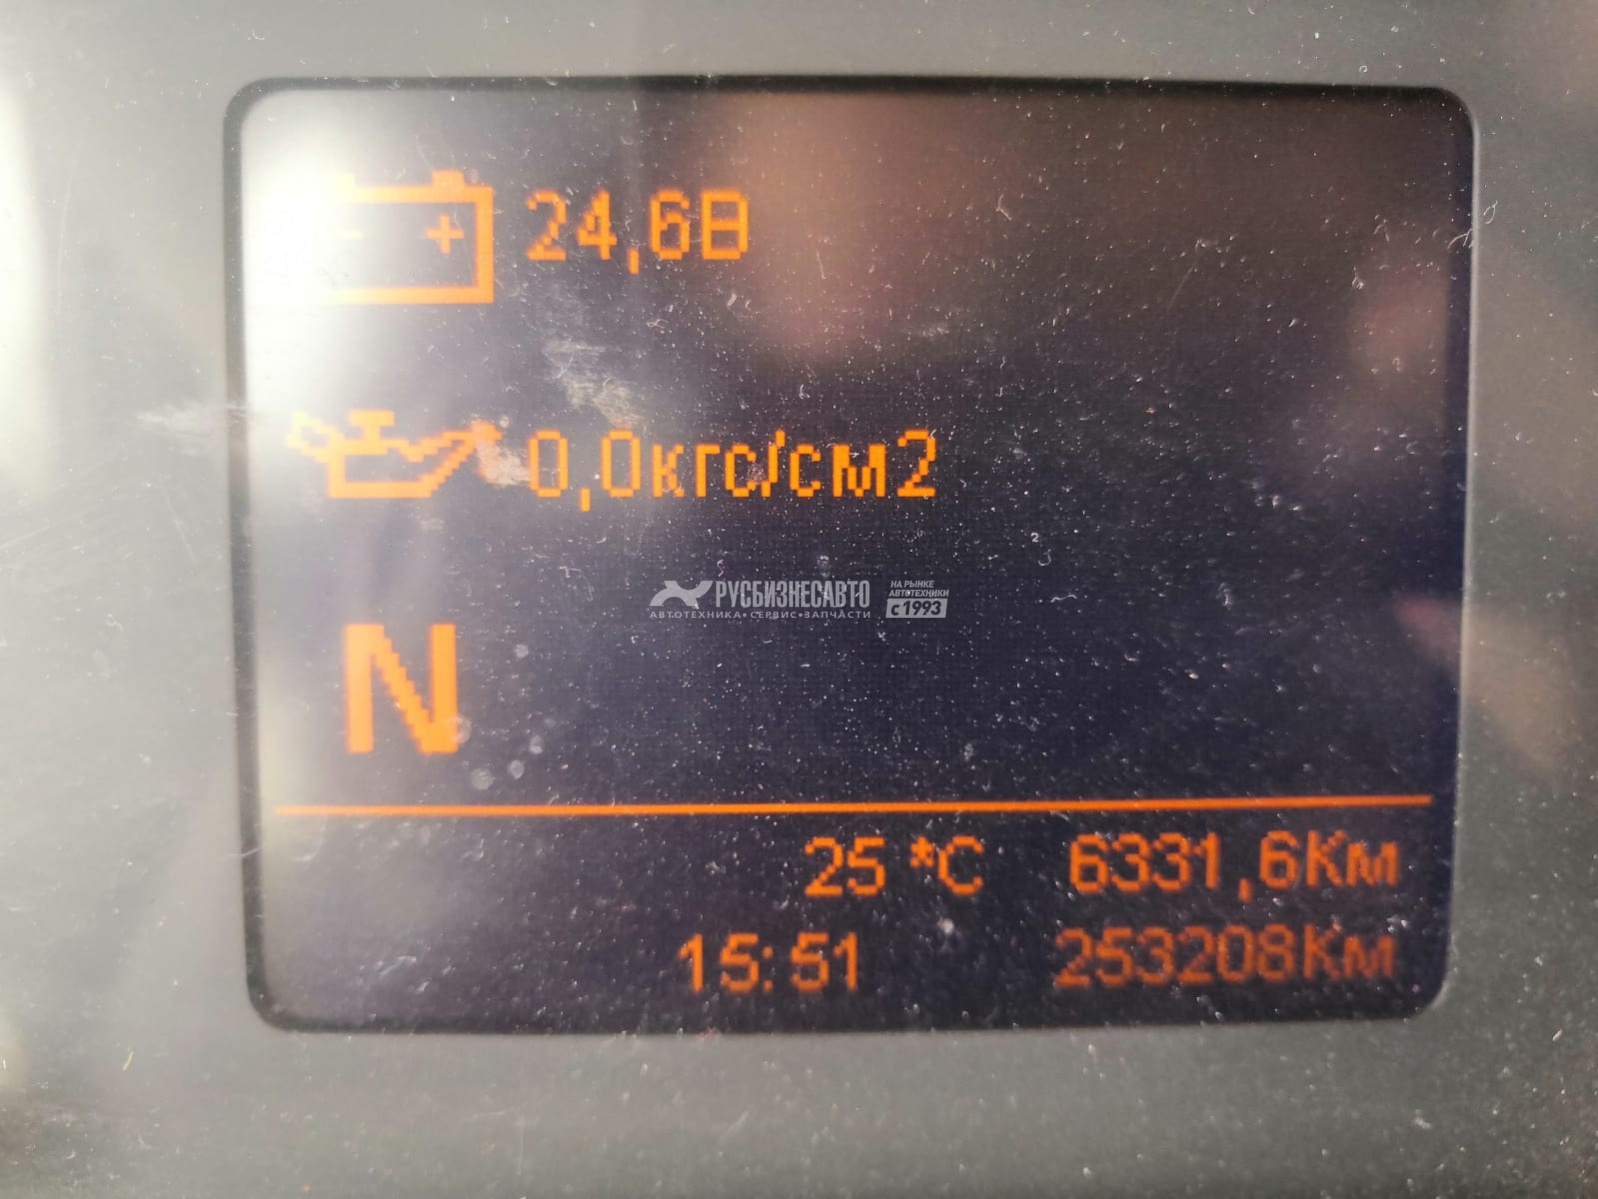 24,6В
0,0кгс/см2
РУСБИЗНЕСАВТО
АВТОТЕХНИКА•СЕРВИС•ЗАПЧАСТИ
НА РЫНКЕ
АВТОТЕХНИКИ
с 1993
N
25 *C 6331,6Км
15:51 253208Км